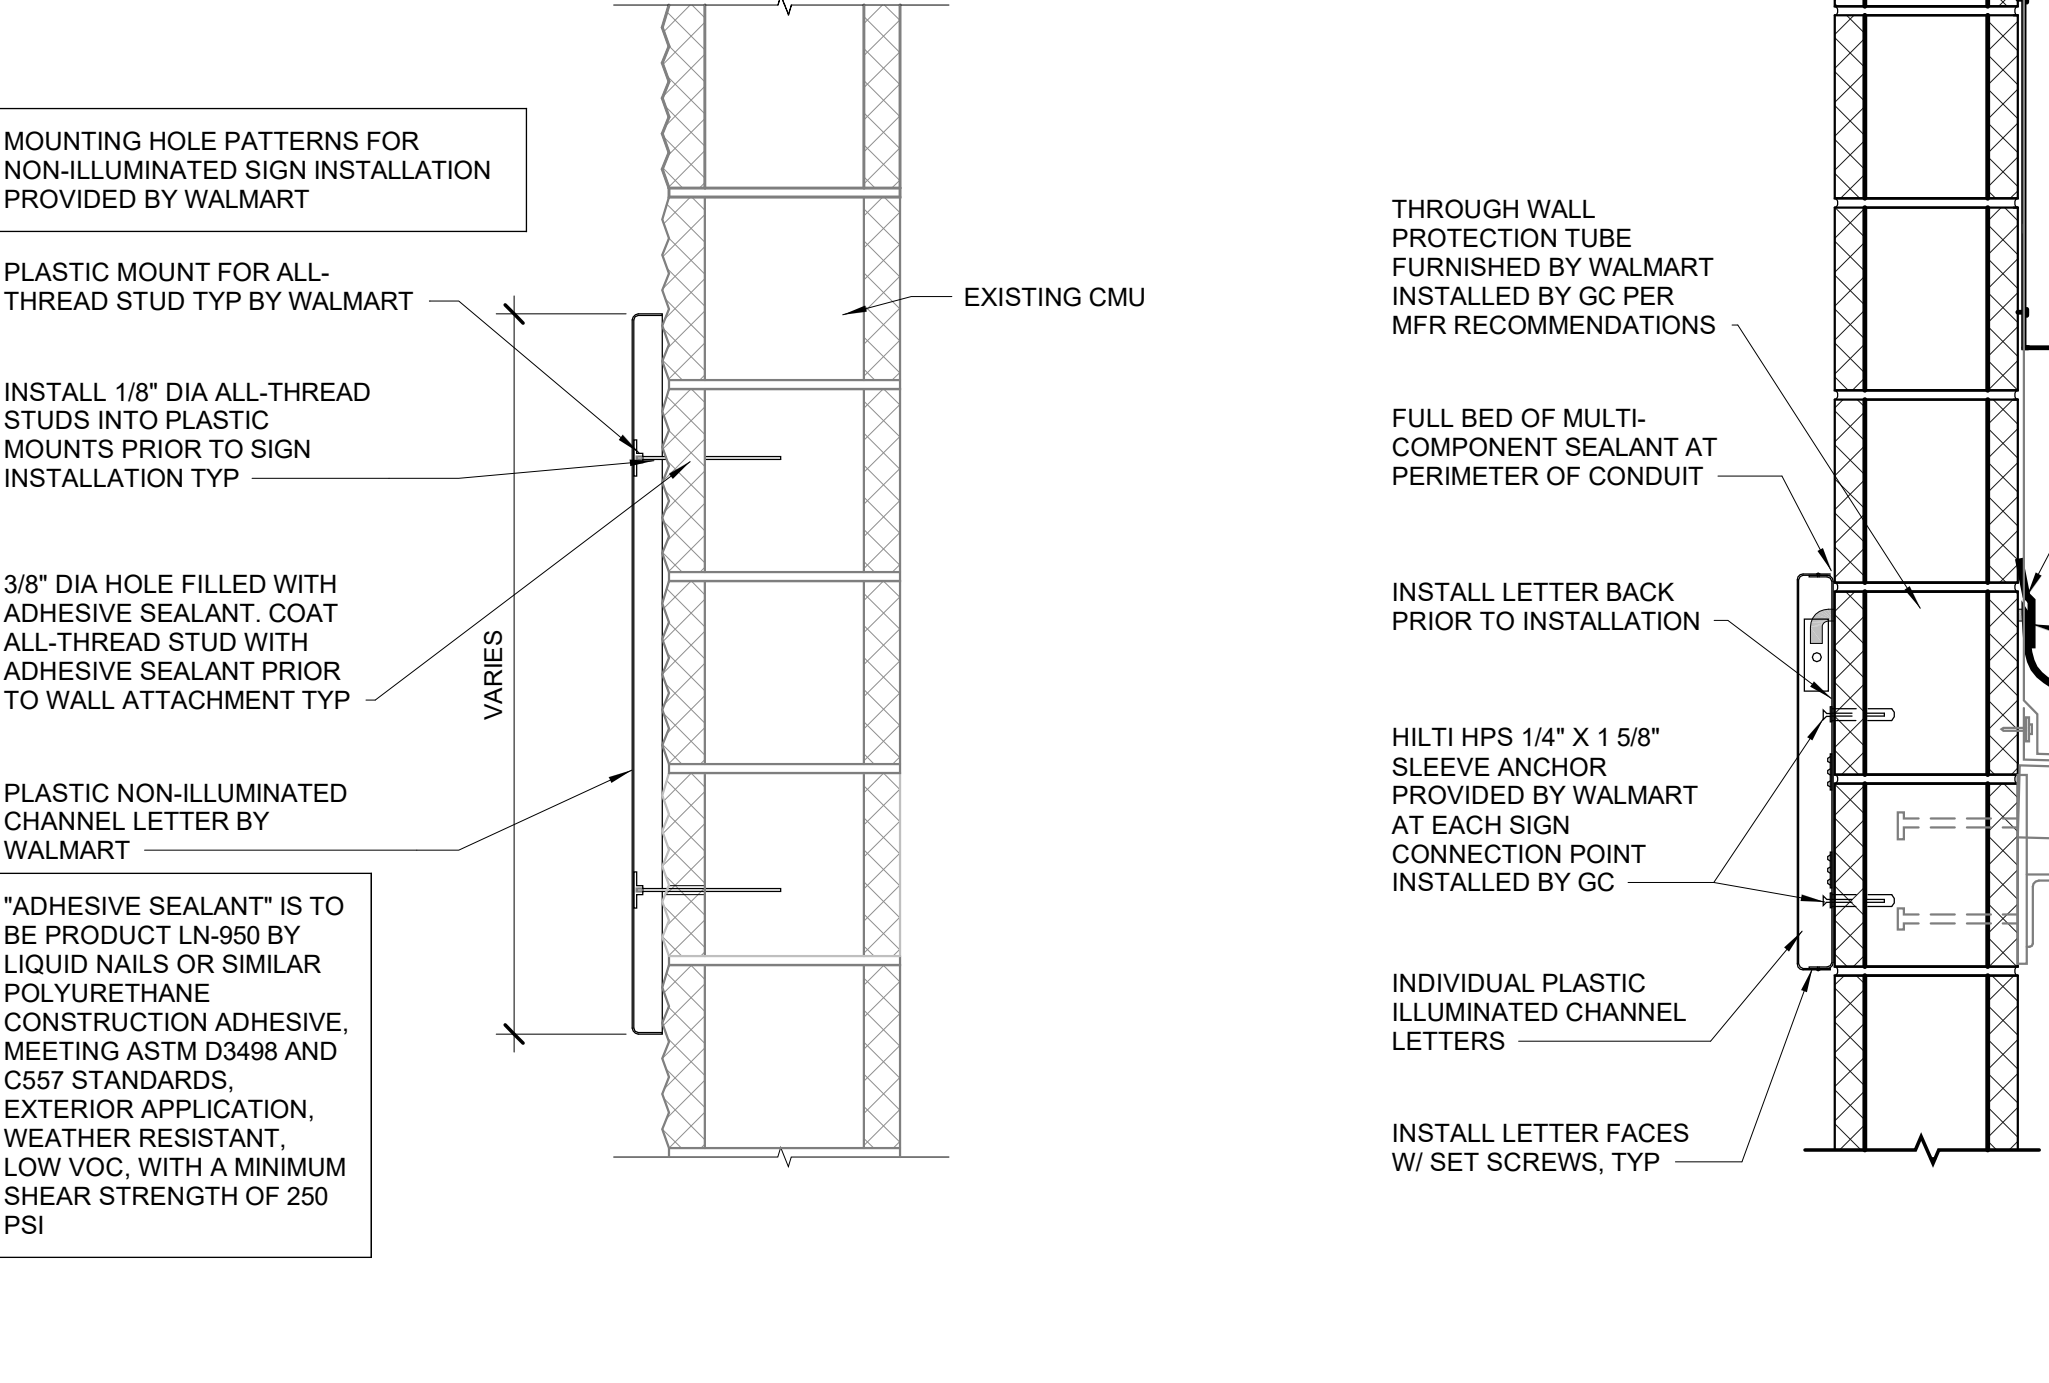 MOUNTING HOLE PATTERNS FOR
NON-ILLUMINATED SIGN INSTALLATION
PROVIDED BY WALMART
PLASTIC MOUNT FOR ALL-
THREAD STUD TYP BY WALMART
INSTALL 1/8" DIA ALL-THREAD
STUDS INTO PLASTIC
MOUNTS PRIOR TO SIGN
INSTALLATION TYP
3/8" DIA HOLE FILLED WITH
ADHESIVE SEALANT. COAT
ALL-THREAD STUD WITH
ADHESIVE SEALANT PRIOR
TO WALL ATTACHMENT TYP
PLASTIC NON-ILLUMINATED
CHANNEL LETTER BY
WALMART
"ADHESIVE SEALANT" IS TO
BE PRODUCT LN-950 BY
LIQUID NAILS OR SIMILAR
POLYURETHANE
CONSTRUCTION ADHESIVE,
MEETING ASTM D3498 AND
C557 STANDARDS,
EXTERIOR APPLICATION,
WEATHER RESISTANT,
LOW VOC, WITH A MINIMUM
SHEAR STRENGTH OF 250
PSI
VARIES
EXISTING CMU
THROUGH WALL
PROTECTION TUBE
FURNISHED BY WALMART
INSTALLED BY GC PER
MFR RECOMMENDATIONS
FULL BED OF MULTI-
COMPONENT SEALANT AT
PERIMETER OF CONDUIT
INSTALL LETTER BACK
PRIOR TO INSTALLATION
HILTI HPS 1/4" X 1 5/8"
SLEEVE ANCHOR
PROVIDED BY WALMART
AT EACH SIGN
CONNECTION POINT
INSTALLED BY GC
INDIVIDUAL PLASTIC
ILLUMINATED CHANNEL
LETTERS
INSTALL LETTER FACES
W/ SET SCREWS, TYP